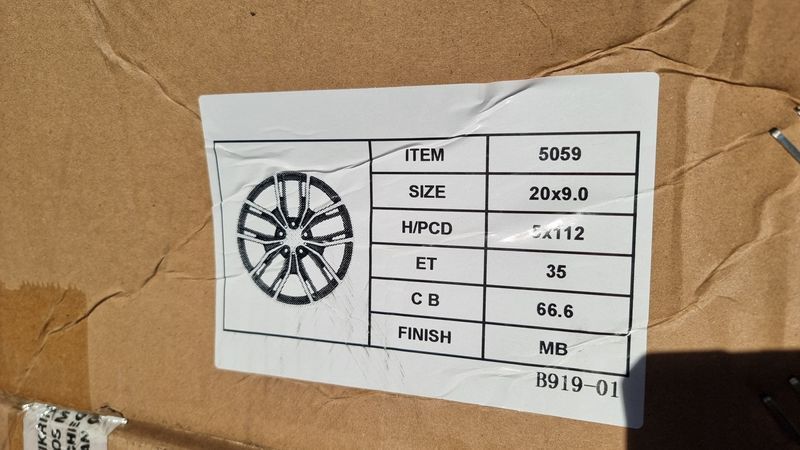 ITEM 5059
SIZE 20x9.0
H/PCD 5x112
ET 35
C B 66.6
FINISH MB
B919-01